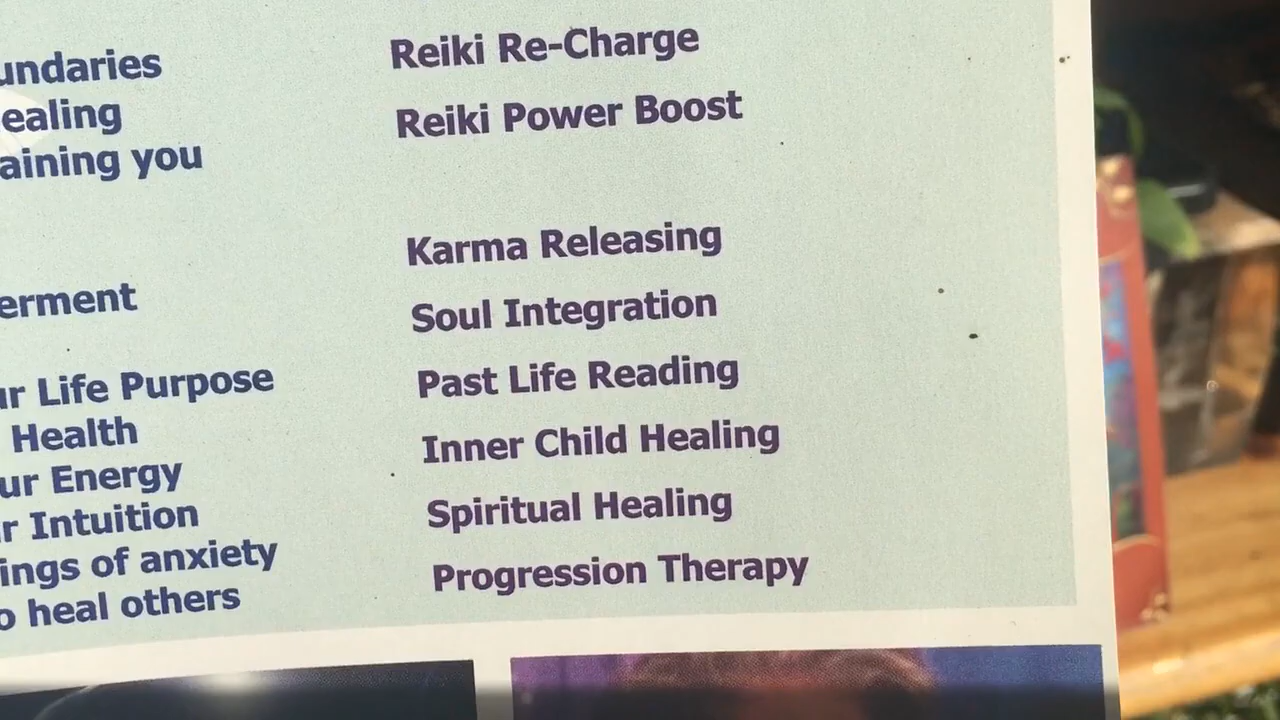 undaries
ealing
aining you
erment
ur Life Purpose
Health
ur Energy
r Intuition
ings of anxiety
o heal others
Reiki Re-Charge
Reiki Power Boost
Karma Releasing
Soul Integration
Past Life Reading
Inner Child Healing
Spiritual Healing
Progression Therapy